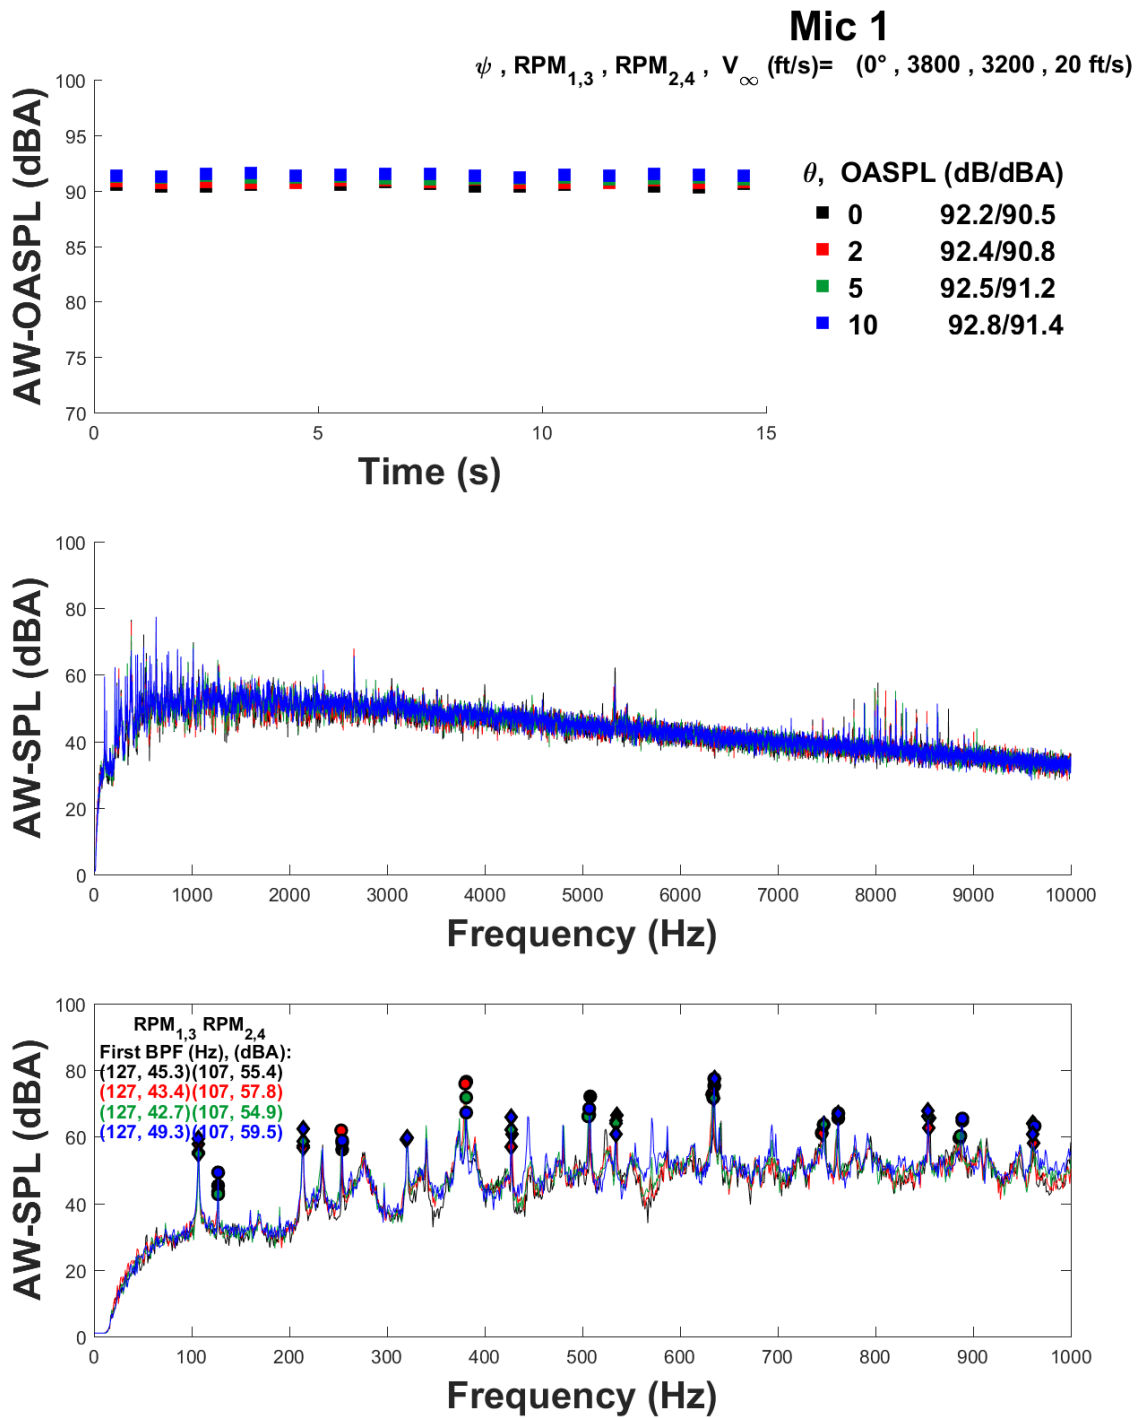 Mic 1
ψ , RPM1,3 , RPM2,4 , V∞ (ft/s)= (0° , 3800 , 3200 , 20 ft/s)
AW-OASPL (dBA)
100
95
90
85
80
75
70
0 5 10 15
Time (s)
θ, OASPL (dB/dBA)
0 92.2/90.5
2 92.4/90.8
5 92.5/91.2
10 92.8/91.4
AW-SPL (dBA)
100
80
60
40
20
0
0 1000 2000 3000 4000 5000 6000 7000 8000 9000 10000
Frequency (Hz)
AW-SPL (dBA)
100
80
60
40
20
0
RPM1,3 RPM2,4
First BPF (Hz), (dBA):
(127, 45.3)(107, 55.4)
(127, 43.4)(107, 57.8)
(127, 42.7)(107, 54.9)
(127, 49.3)(107, 59.5)
0 100 200 300 400 500 600 700 800 900 1000
Frequency (Hz)